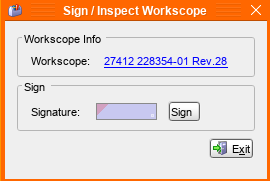 Sign / Inspect Workscope
Workscope Info
Workscope: 27412 228354-01 Rev.28
Sign
Signature: Sign
Exit